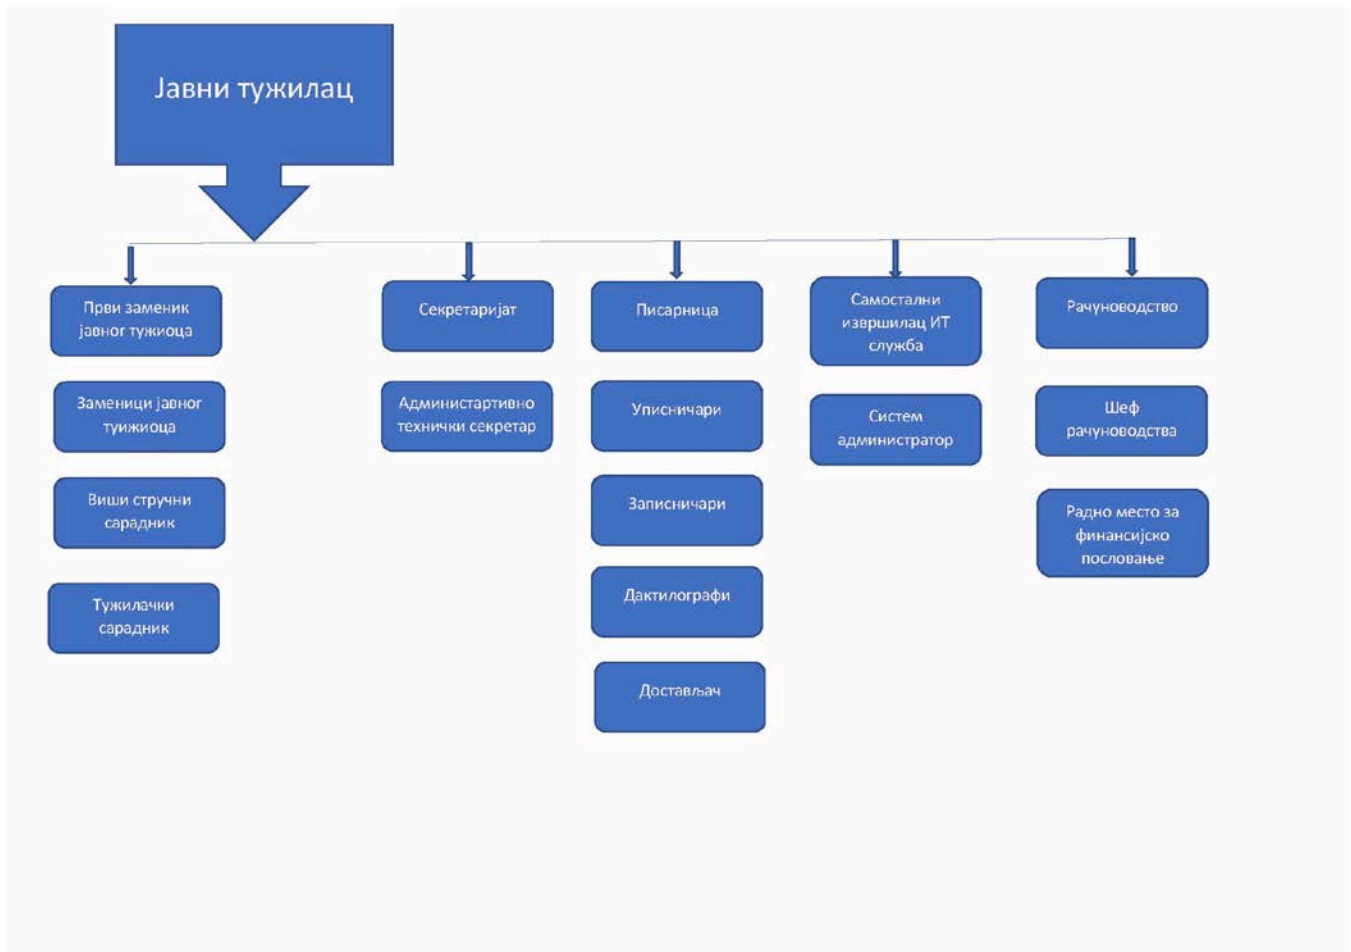 Јавни тужилац
Први заменик
јавног тужиоца
Заменици јавног
туижиоца
Виши стручни
сарадник
Тужилачки
сарадник
Секретаријат
Администартивно
технички секретар
Писарница
Уписничари
Записничари
Дактилографи
Достављач
Самостални
извршилац ИТ
служба
Систем
администратор
Рачуноводство
Шеф
рачуноводства
Радно место за
финансијско
пословање